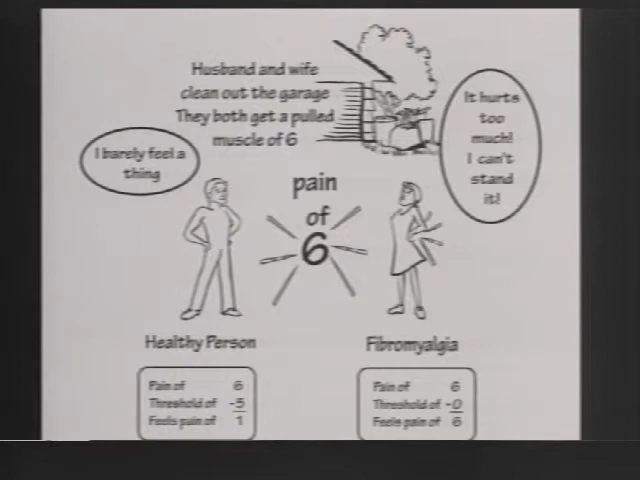 Husband and wife
clean out the garage
They both get a pulled
muscle of 6
It hurts
too
much!
I can't
stand
it!
I barely feel a
thing
pain
of
6
Healthy Person
Fibromyalgia
Pain of 6
Threshold of -5
Feels pain of 1
Pain of 6
Threshold of -0
Feels pain of 6